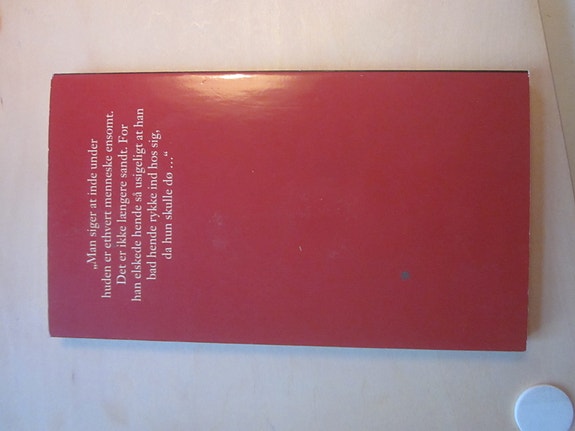 „Man siger at inde under
huden er ethvert menneske ensomt.
Det er ikke længere sandt. For
han elskede hende så usigeligt at han
bad hende rykke ind hos sig,
da hun skulle dø ...“